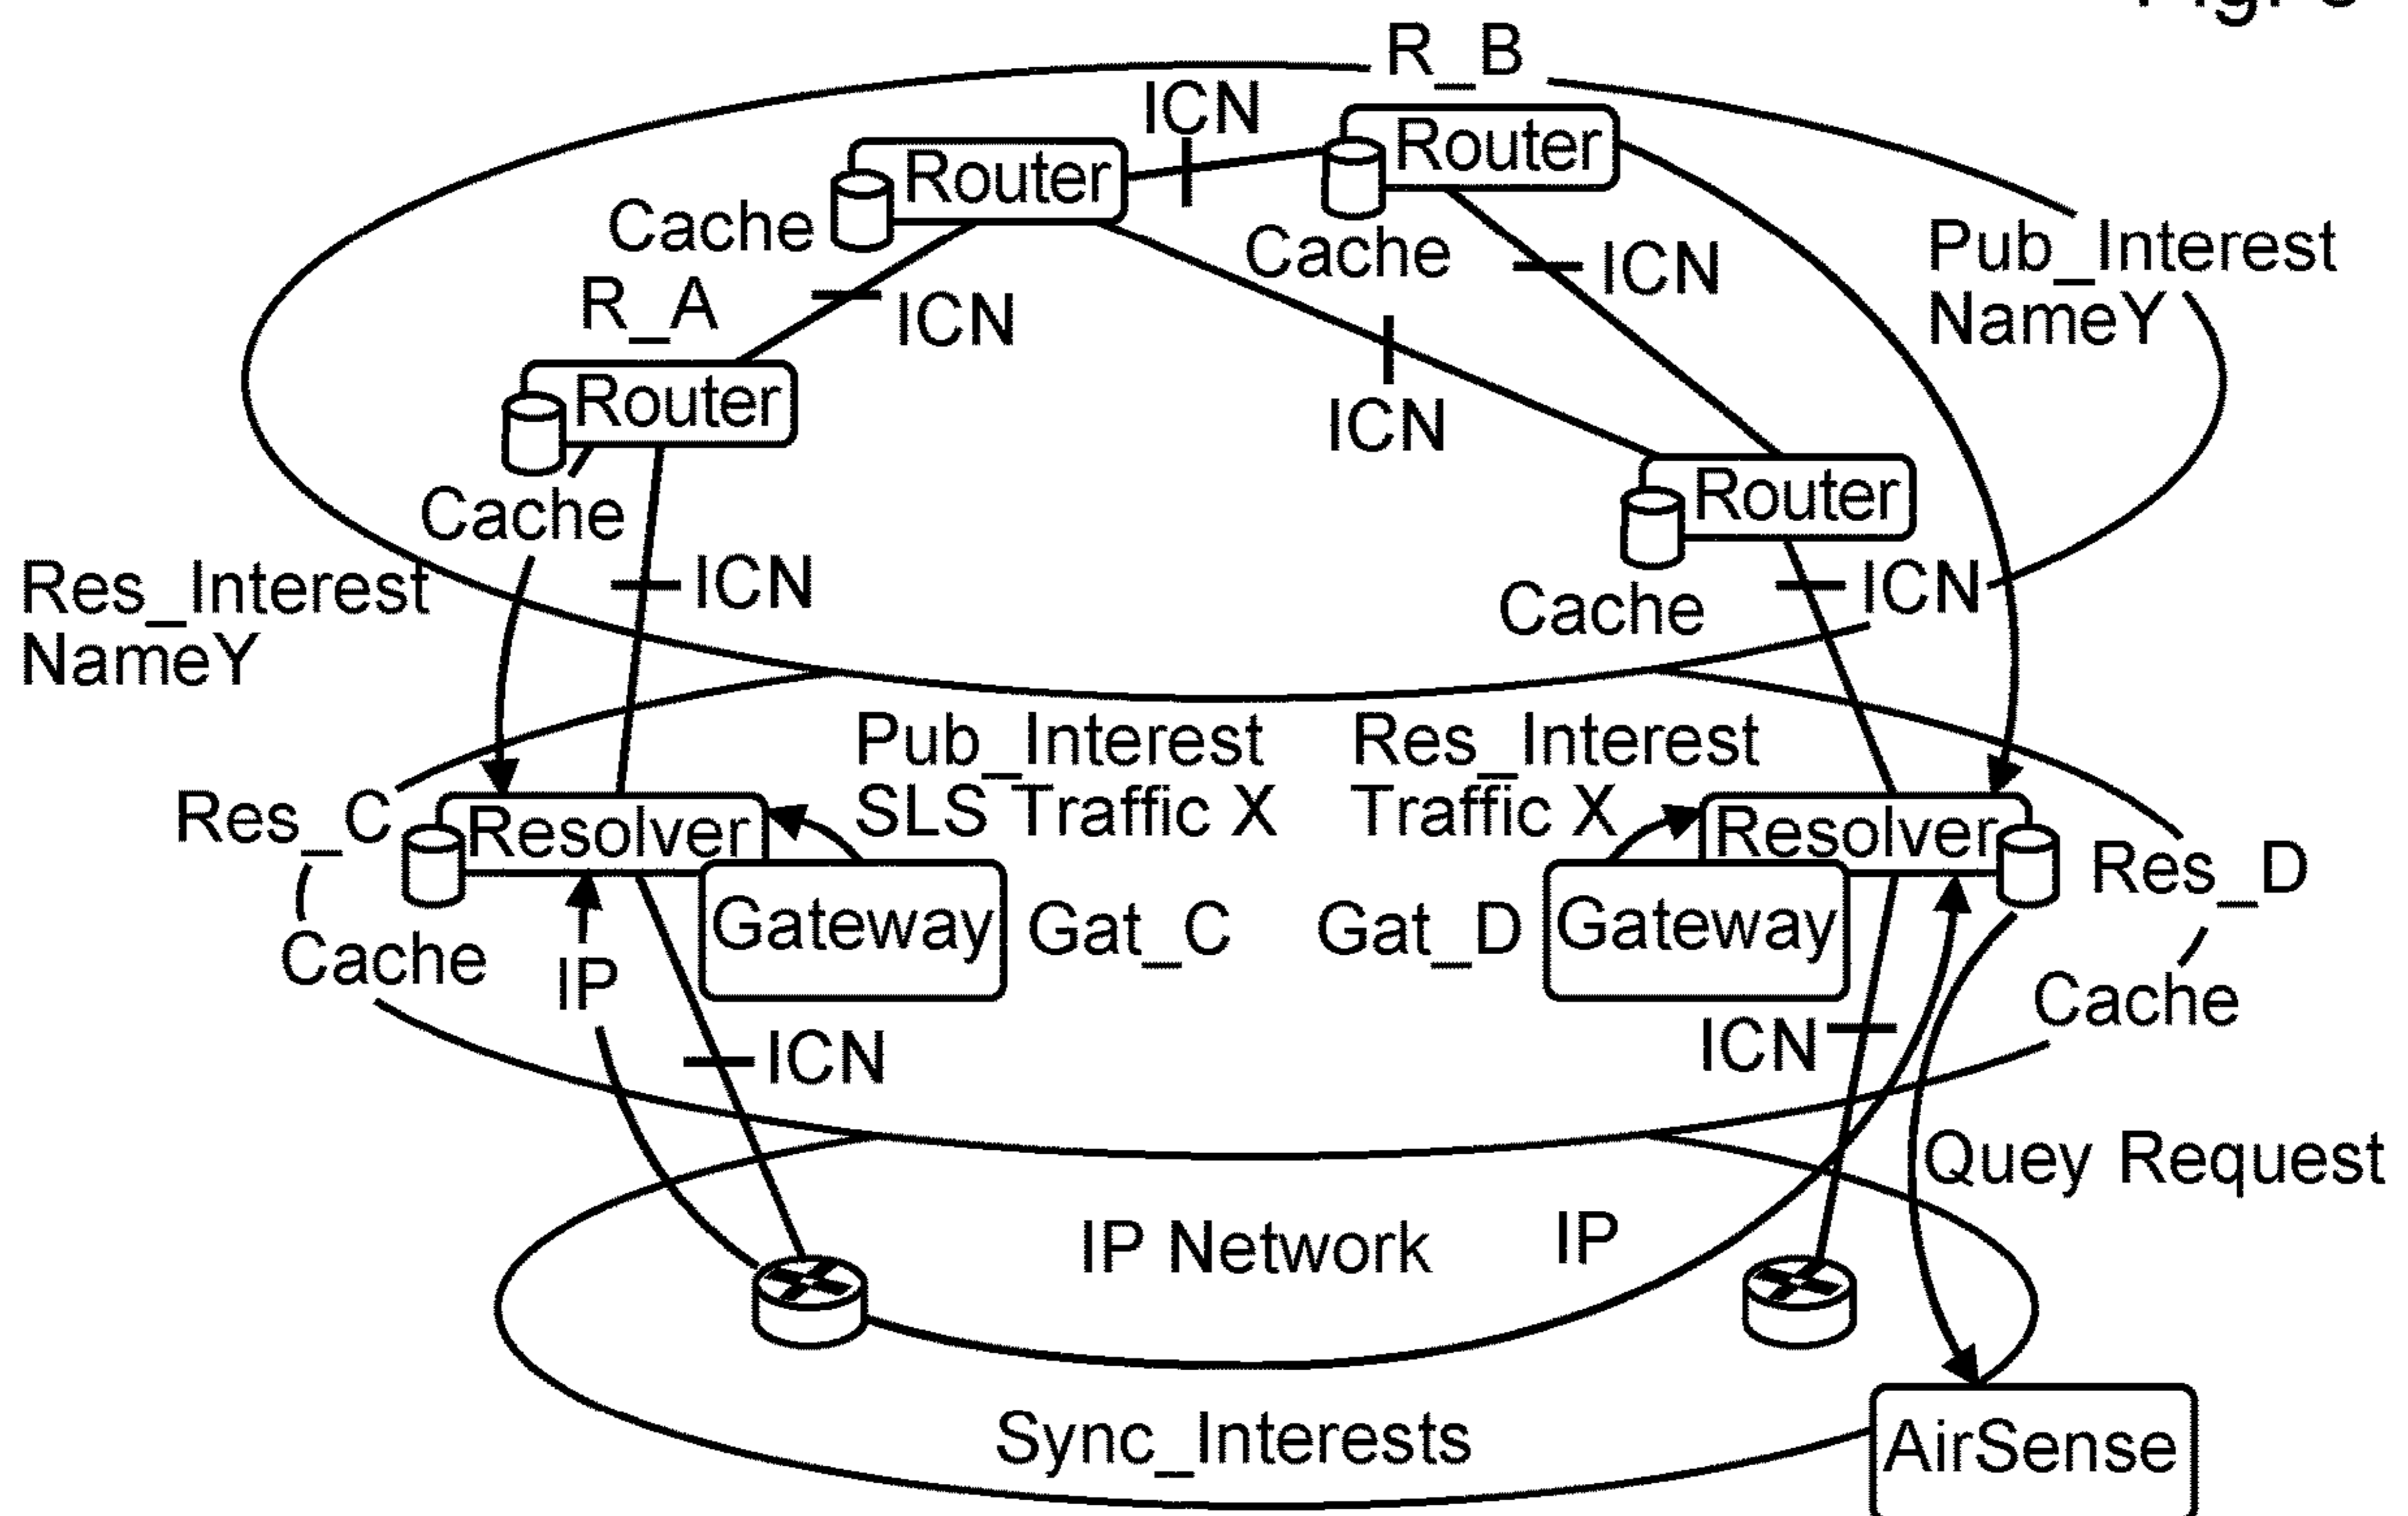 R_B
ICN
Router
Router
Cache
Cache
ICN
Pub_Interest
NameY
R_A
ICN
Router
ICN
Cache
Router
Res_Interest
NameY
ICN
Cache
ICN
Pub_Interest
SLS Traffic X
Res_Interest
Traffic X
Res_C
Resolver
Resolver
Res_D
Gateway
Gat_C
Gat_D
Gateway
Cache
IP
Cache
ICN
ICN
Quey Request
IP Network
IP
Sync_Interests
AirSense